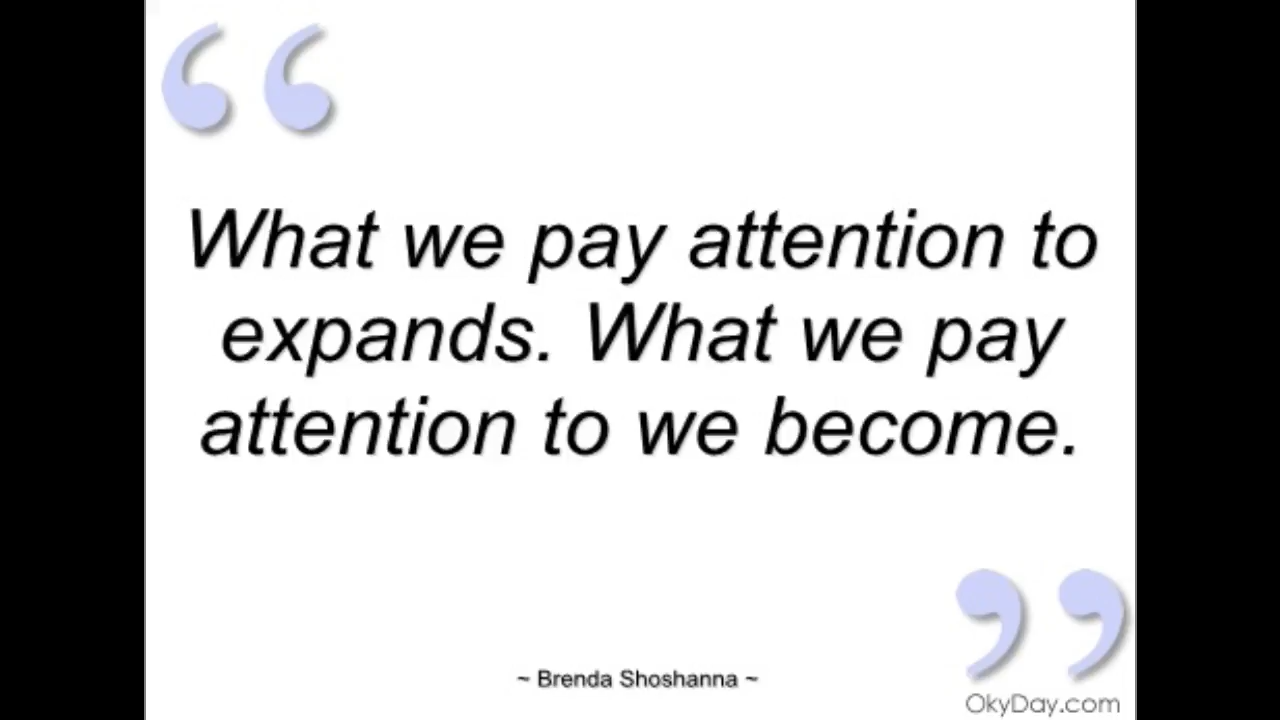 What we pay attention to
expands. What we pay
attention to we become.
~ Brenda Shoshanna ~
OkyDay.com